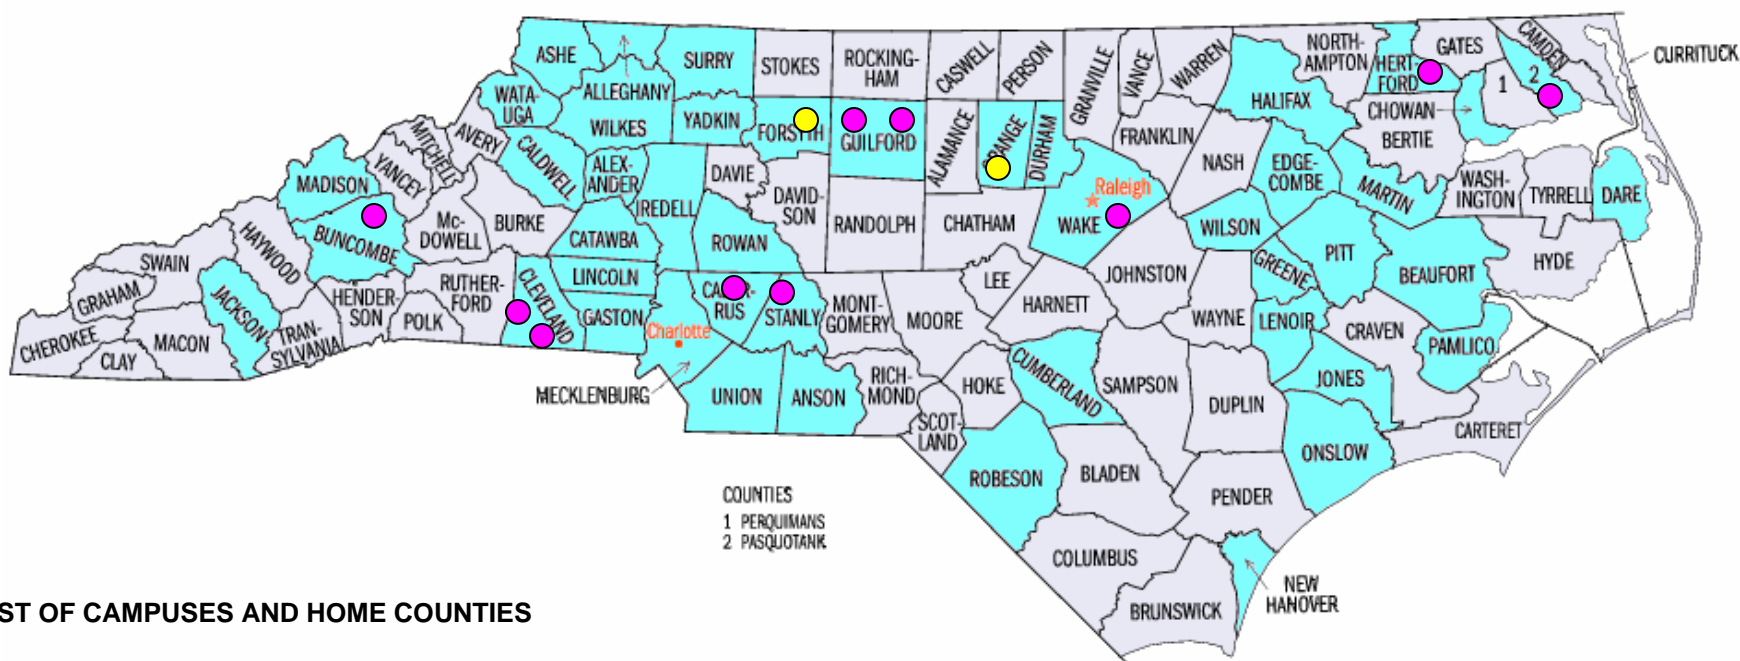 ASHE
SURRY
STOKES
ROCKING-
HAM
CASWELL
PERSON
GRANVILLE
VANCE
WARREN
NORTH-
AMPTON
HERT-
FORD
GATES
CAMDEN
CURRITUCK
WATA-
UGA
ALLEGHANY
WILKES
YADKIN
FORSYTH
GUILFORD
ALAMANCE
ORANGE
DURHAM
FRANKLIN
HALIFAX
CHOWAN
BERTIE
1
2
MITCHELL
AVERY
YANCEY
CALDWELL
ALEX-
ANDER
IREDELL
DAVIE
DAVID-
SON
NASH
EDGE-
COMBE
MARTIN
WASH-
INGTON
TYRRELL
DARE
MADISON
BUNCOMBE
Mc-
DOWELL
BURKE
CATAWBA
ROWAN
RANDOLPH
CHATHAM
Raleigh
WAKE
WILSON
PITT
BEAUFORT
HYDE
SWAIN
HAYWOOD
GRAHAM
JACKSON
RUTHER-
FORD
CLEVELAND
LINCOLN
GASTON
CABAR-
RUS
STANLY
MONT-
GOMERY
MOORE
LEE
HARNETT
JOHNSTON
GREENE
WAYNE
LENOIR
CRAVEN
PAMLICO
CHEROKEE
CLAY
MACON
TRAN-
SYLVANIA
HENDER-
SON
POLK
Charlotte
MECKLENBURG
UNION
ANSON
RICH-
MOND
HOKE
SCOT-
LAND
CUMBERLAND
SAMPSON
DUPLIN
JONES
ONSLOW
CARTERET
ROBESON
BLADEN
PENDER
COLUMBUS
BRUNSWICK
NEW
HANOVER
COUNTIES
1 PERQUIMANS
2 PASQUOTANK
ST OF CAMPUSES AND HOME COUNTIES